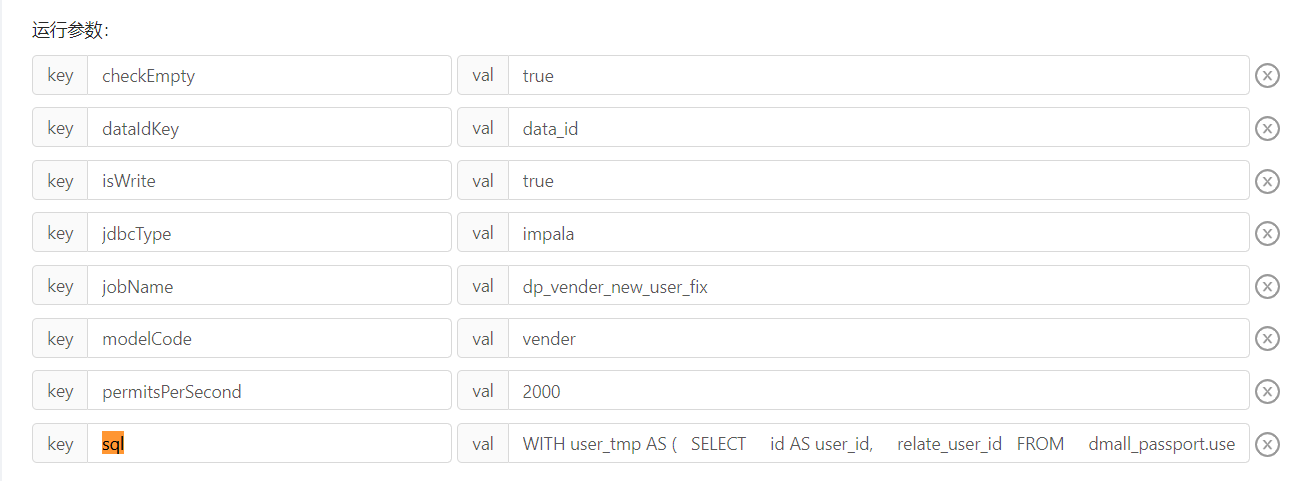 运行参数：
key checkEmpty val true
key dataIdKey val data_id
key isWrite val true
key jdbcType val impala
key jobName val dp_vender_new_user_fix
key modelCode val vender
key permitsPerSecond val 2000
key sql val WITH user_tmp AS ( SELECT id AS user_id, relate_user_id FROM dmall_passport.use